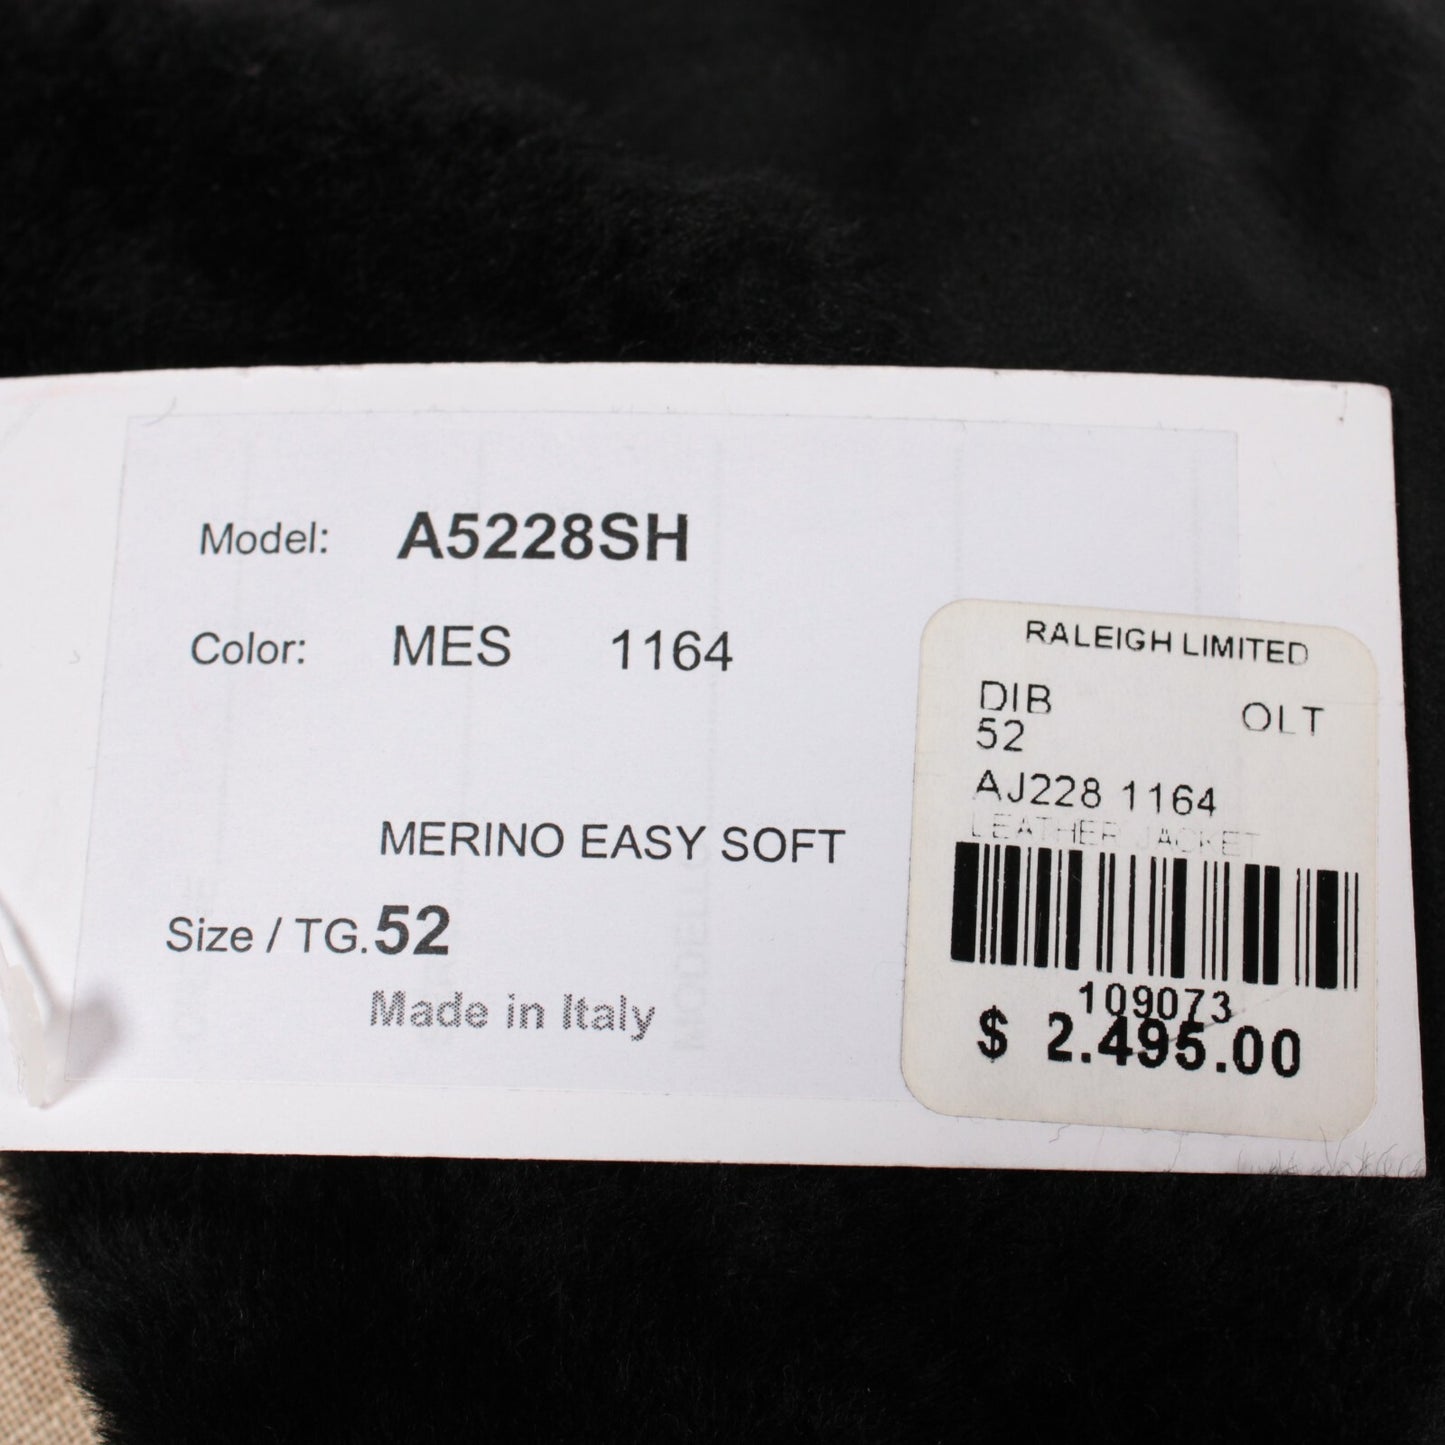 Model: A5228SH
Color: MES 1164
MERINO EASY SOFT
Size / TG. 52
Made in Italy
RALEIGH LIMITED
DIB OLT
52
AJ228 1164
LEATHER JACKET
109073
$ 2.495.00